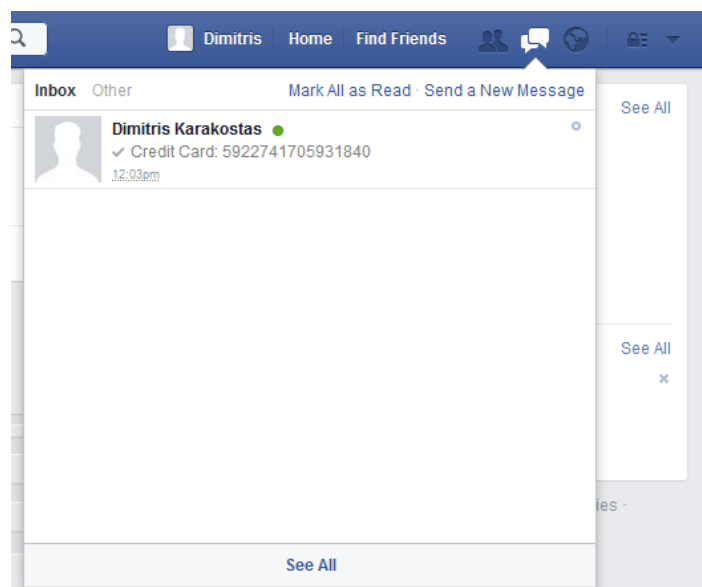 Dimitris Home Find Friends
Inbox Other Mark All as Read · Send a New Message
See All
Dimitris Karakostas
Credit Card: 5922741705931840
12:03pm
See All
ies ·
See All